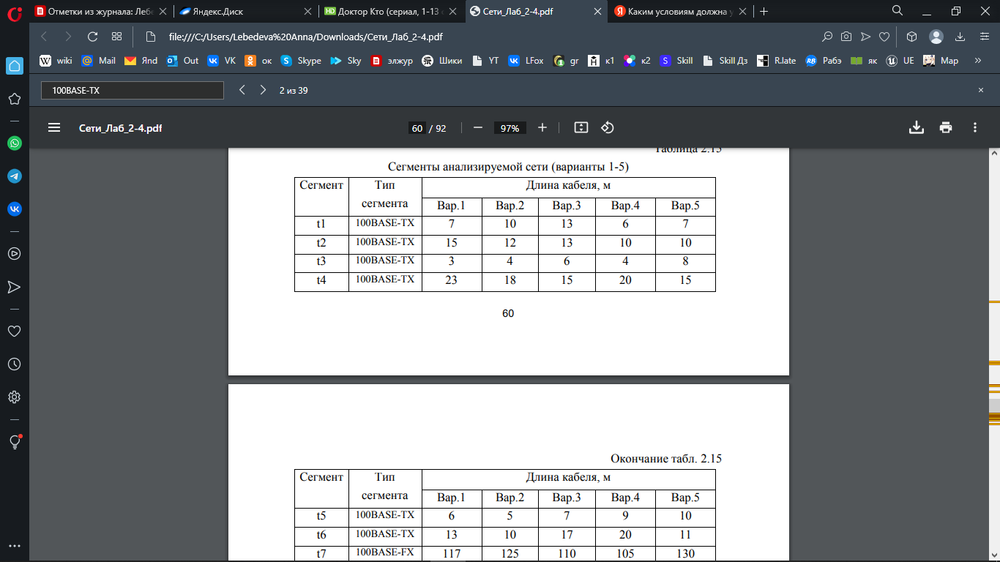 Отметки из журнала: Лебе
Яндекс.Диск
Доктор Кто (сериал, 1-13
Сети_Лаб_2-4.pdf
Каким условиям должна у
file:///C:/Users/Lebedeva%20Anna/Downloads/Сети_Лаб_2-4.pdf
wiki Mail Янд Out VK ок Skype Sky элжур Шики YT LFox gr к1 к2 Skill Skill Дз R.late Рабэ як UE Map »
100BASE-TX 2 из 39
Сети_Лаб_2-4.pdf 60 / 92 97%
Таблица 2.15
Сегменты анализируемой сети (варианты 1-5)
Сегмент Тип сегмента Длина кабеля, м
Вар.1 Вар.2 Вар.3 Вар.4 Вар.5
t1 100BASE-TX 7 10 13 6 7
t2 100BASE-TX 15 12 13 10 10
t3 100BASE-TX 3 4 6 4 8
t4 100BASE-TX 23 18 15 20 15
60
Окончание табл. 2.15
Сегмент Тип сегмента Длина кабеля, м
Вар.1 Вар.2 Вар.3 Вар.4 Вар.5
t5 100BASE-TX 6 5 7 9 10
t6 100BASE-TX 13 10 17 20 11
t7 100BASE-FX 117 125 110 105 130